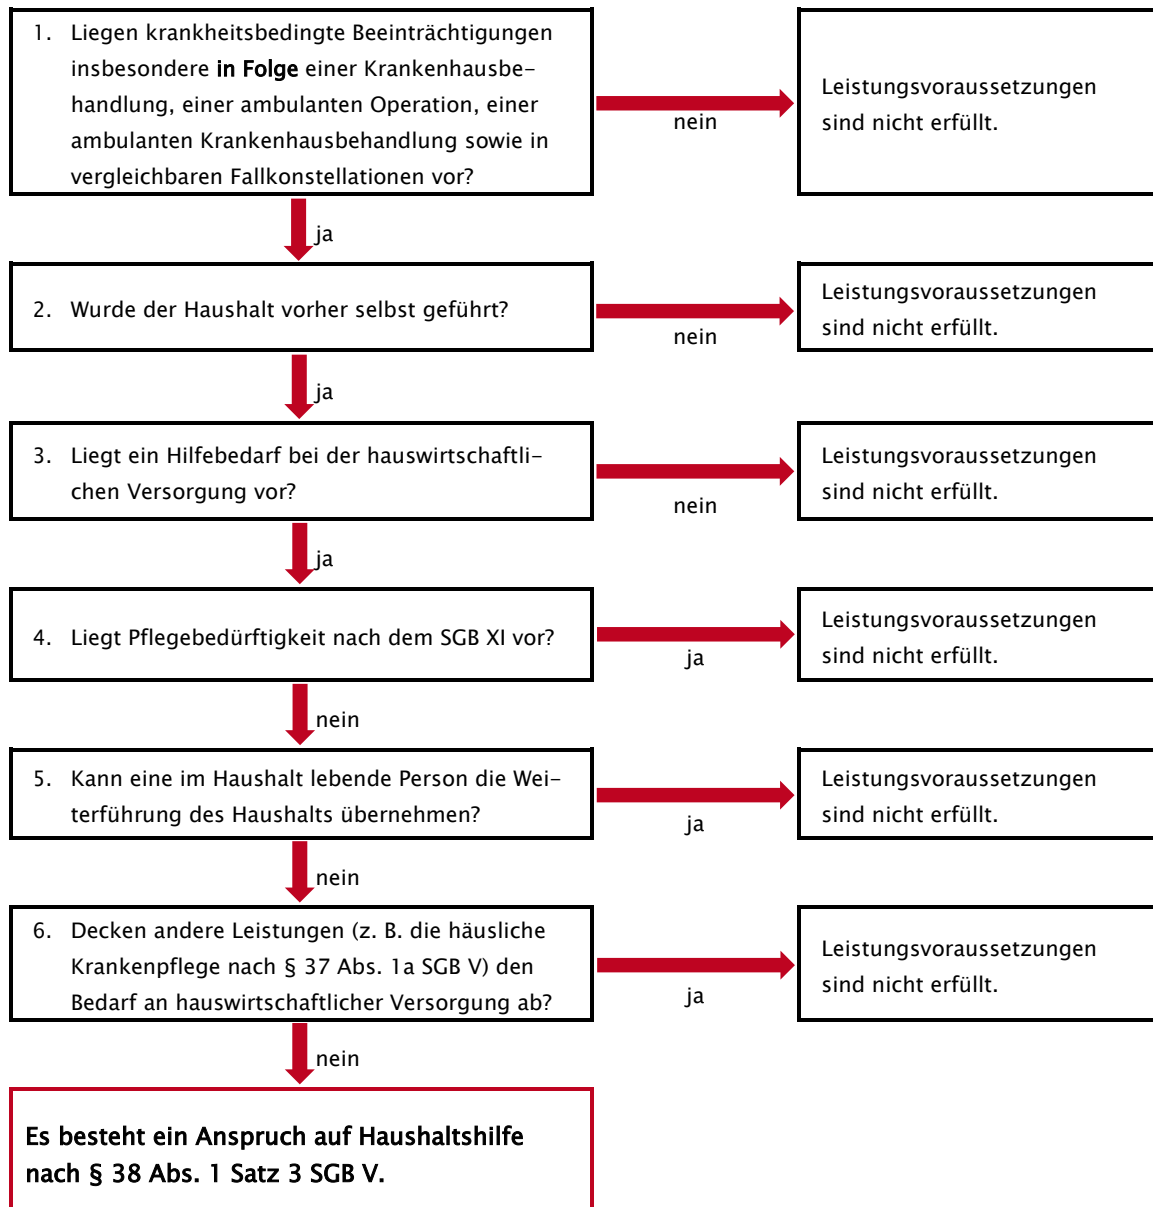 1. Liegen krankheitsbedingte Beeinträchtigungen
insbesondere in Folge einer Krankenhausbe-
handlung, einer ambulanten Operation, einer
ambulanten Krankenhausbehandlung sowie in
vergleichbaren Fallkonstellationen vor?
nein
Leistungsvoraussetzungen
sind nicht erfüllt.
ja
2. Wurde der Haushalt vorher selbst geführt?
nein
Leistungsvoraussetzungen
sind nicht erfüllt.
ja
3. Liegt ein Hilfebedarf bei der hauswirtschaftli-
chen Versorgung vor?
nein
Leistungsvoraussetzungen
sind nicht erfüllt.
ja
4. Liegt Pflegebedürftigkeit nach dem SGB XI vor?
ja
Leistungsvoraussetzungen
sind nicht erfüllt.
nein
5. Kann eine im Haushalt lebende Person die Wei-
terführung des Haushalts übernehmen?
ja
Leistungsvoraussetzungen
sind nicht erfüllt.
nein
6. Decken andere Leistungen (z. B. die häusliche
Krankenpflege nach § 37 Abs. 1a SGB V) den
Bedarf an hauswirtschaftlicher Versorgung ab?
ja
Leistungsvoraussetzungen
sind nicht erfüllt.
nein
Es besteht ein Anspruch auf Haushaltshilfe
nach § 38 Abs. 1 Satz 3 SGB V.